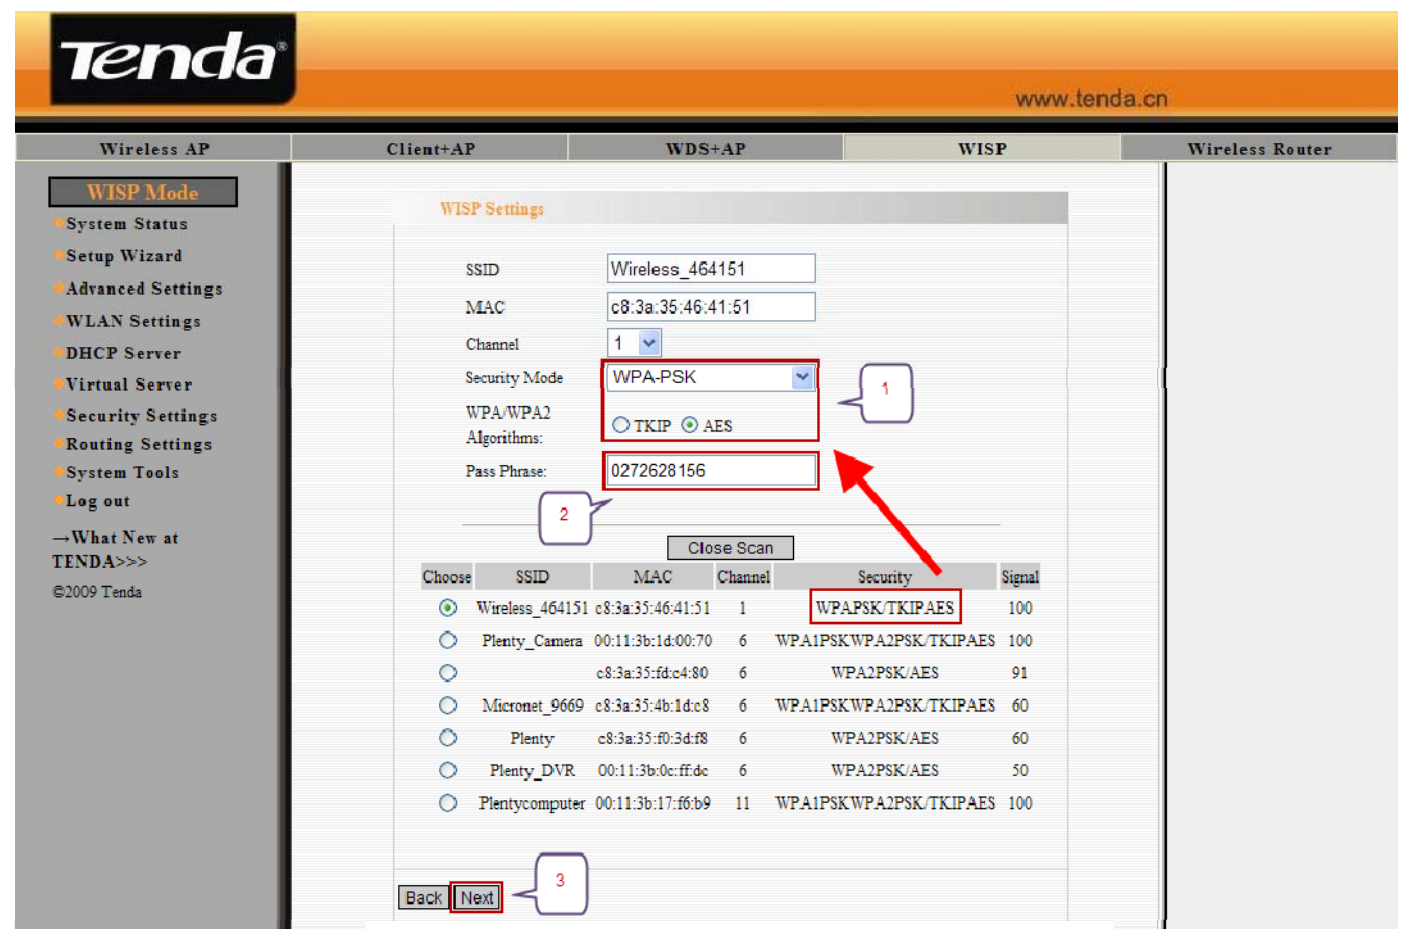 Tenda®
www.tenda.cn
Wireless AP Client+AP WDS+AP WISP Wireless Router
WISP Mode
System Status
Setup Wizard
Advanced Settings
WLAN Settings
DHCP Server
Virtual Server
Security Settings
Routing Settings
System Tools
Log out
→What New at
TENDA>>>
©2009 Tenda
WISP Settings
SSID Wireless_464151
MAC c8:3a:35:46:41:51
Channel 1
Security Mode WPA-PSK
1
WPA/WPA2
Algorithms: TKIP AES
Pass Phrase: 0272628156
2
Close Scan
Choose SSID MAC Channel Security Signal
Wireless_464151 c8:3a:35:46:41:51 1 WPAPSK/TKIPAES 100
Plenty_Camera 00:11:3b:1d:00:70 6 WPA1PSKWPA2PSK/TKIPAES 100
c8:3a:35:fd:c4:80 6 WPA2PSK/AES 91
Micronet_9669 c8:3a:35:4b:1d:c8 6 WPA1PSKWPA2PSK/TKIPAES 60
Plenty c8:3a:35:f0:3d:f8 6 WPA2PSK/AES 60
Plenty_DVR 00:11:3b:0c:ff:dc 6 WPA2PSK/AES 50
Plentycomputer 00:11:3b:17:f6:b9 11 WPA1PSKWPA2PSK/TKIPAES 100
Back Next
3